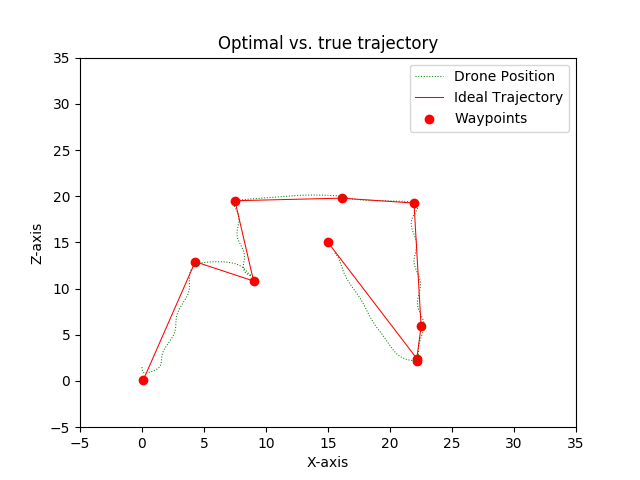 Optimal vs. true trajectory
Drone Position
Ideal Trajectory
Waypoints
Z-axis
35
30
25
20
15
10
5
0
−5
−5 0 5 10 15 20 25 30 35
X-axis